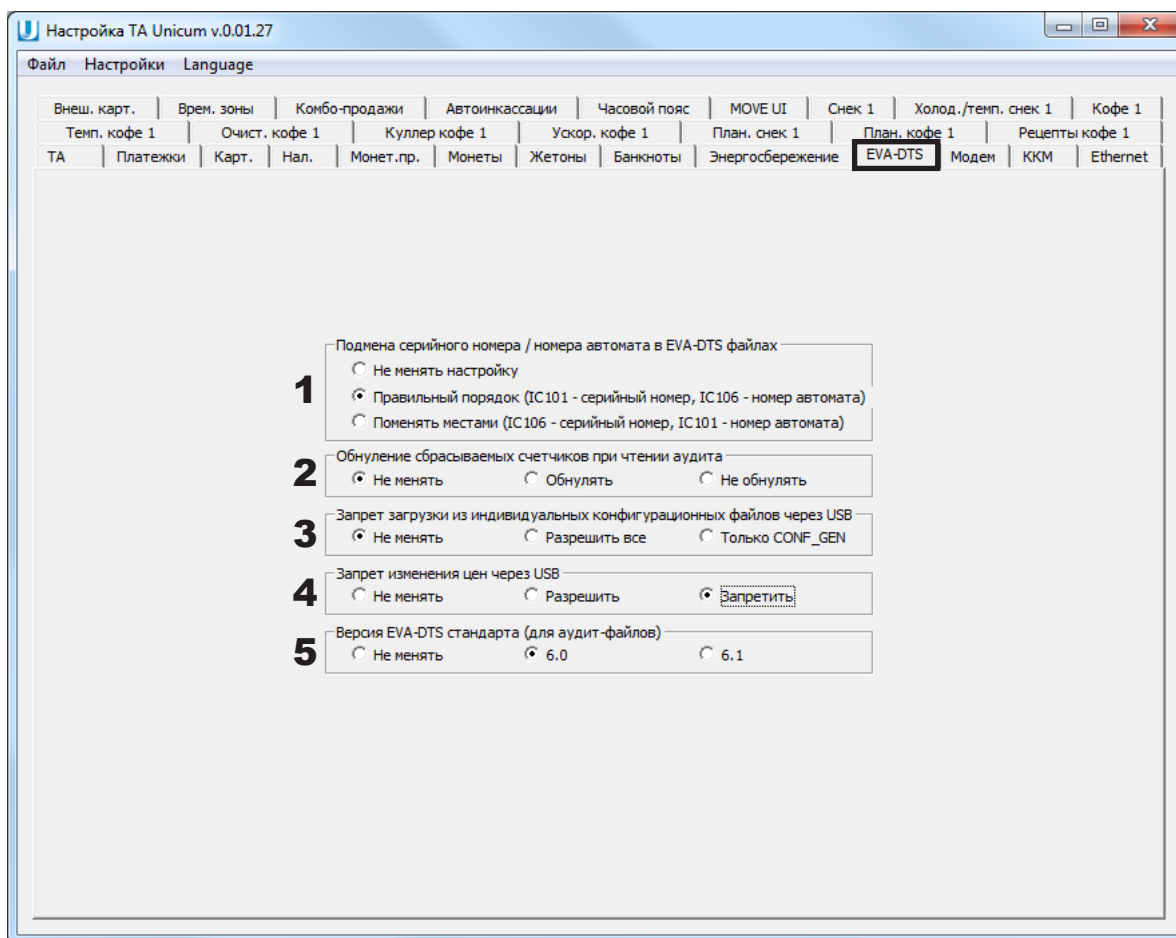 Настройка TA Unicum v.0.01.27
Файл Настройки Language
Внеш. карт. Врем. зоны Комбо-продажи Автоинкассации Часовой пояс MOVE UI Снек 1 Холод./темп. снек 1 Кофе 1
Темп. кофе 1 Очист. кофе 1 Куллер кофе 1 Ускор. кофе 1 План. снек 1 План. кофе 1 Рецепты кофе 1
ТА Платежки Карт. Нал. Монет.пр. Монеты Жетоны Банкноты Энергосбережение EVA-DTS Модем ККМ Ethernet
Подмена серийного номера / номера автомата в EVA-DTS файлах
Не менять настройку
1 Правильный порядок (IC101 - серийный номер, IC106 - номер автомата)
Поменять местами (IC106 - серийный номер, IC101 - номер автомата)
Обнуление сбрасываемых счетчиков при чтении аудита
2 Не менять Обнулять Не обнулять
Запрет загрузки из индивидуальных конфигурационных файлов через USB
3 Не менять Разрешить все Только CONF_GEN
Запрет изменения цен через USB
4 Не менять Разрешить Запретить
Версия EVA-DTS стандарта (для аудит-файлов)
5 Не менять 6.0 6.1